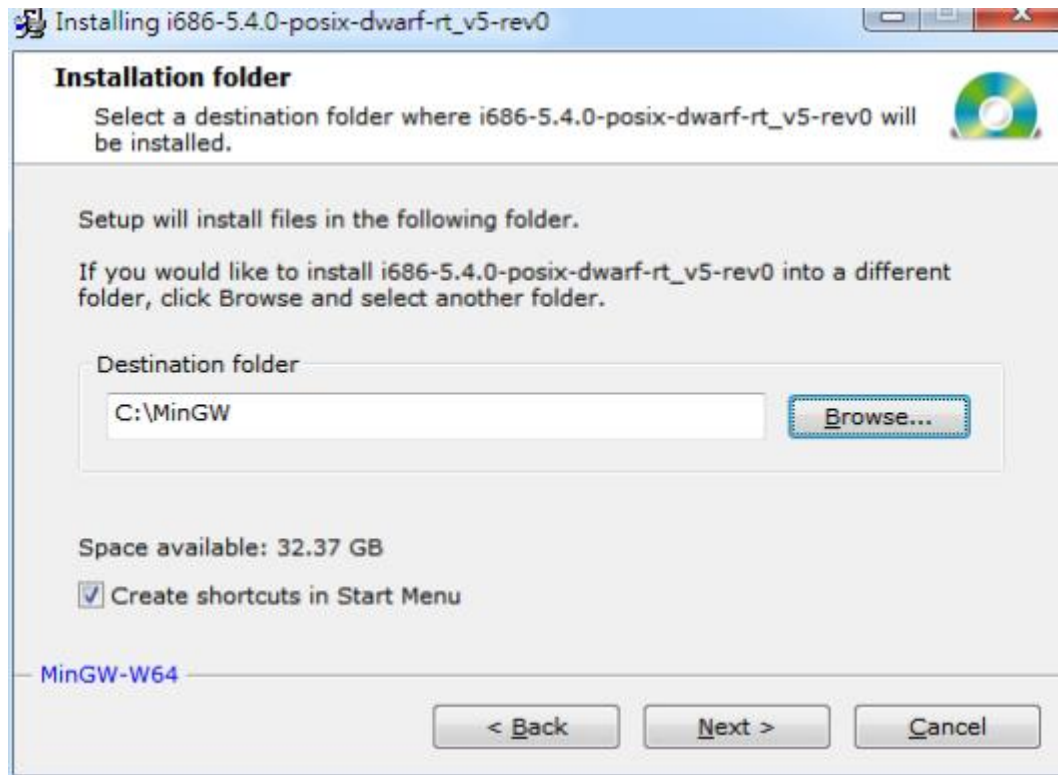 Installing i686-5.4.0-posix-dwarf-rt_v5-rev0
Installation folder
Select a destination folder where i686-5.4.0-posix-dwarf-rt_v5-rev0 will
be installed.
Setup will install files in the following folder.
If you would like to install i686-5.4.0-posix-dwarf-rt_v5-rev0 into a different
folder, click Browse and select another folder.
Destination folder
C:\MinGW
Browse...
Space available: 32.37 GB
Create shortcuts in Start Menu
MinGW-W64
< Back
Next >
Cancel